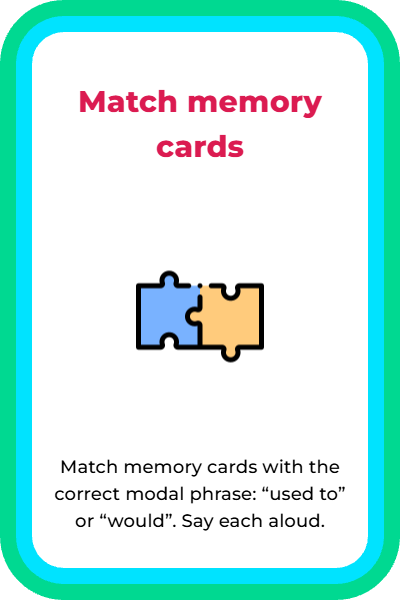 Match memory
cards
Match memory cards with the
correct modal phrase: “used to”
or “would”. Say each aloud.